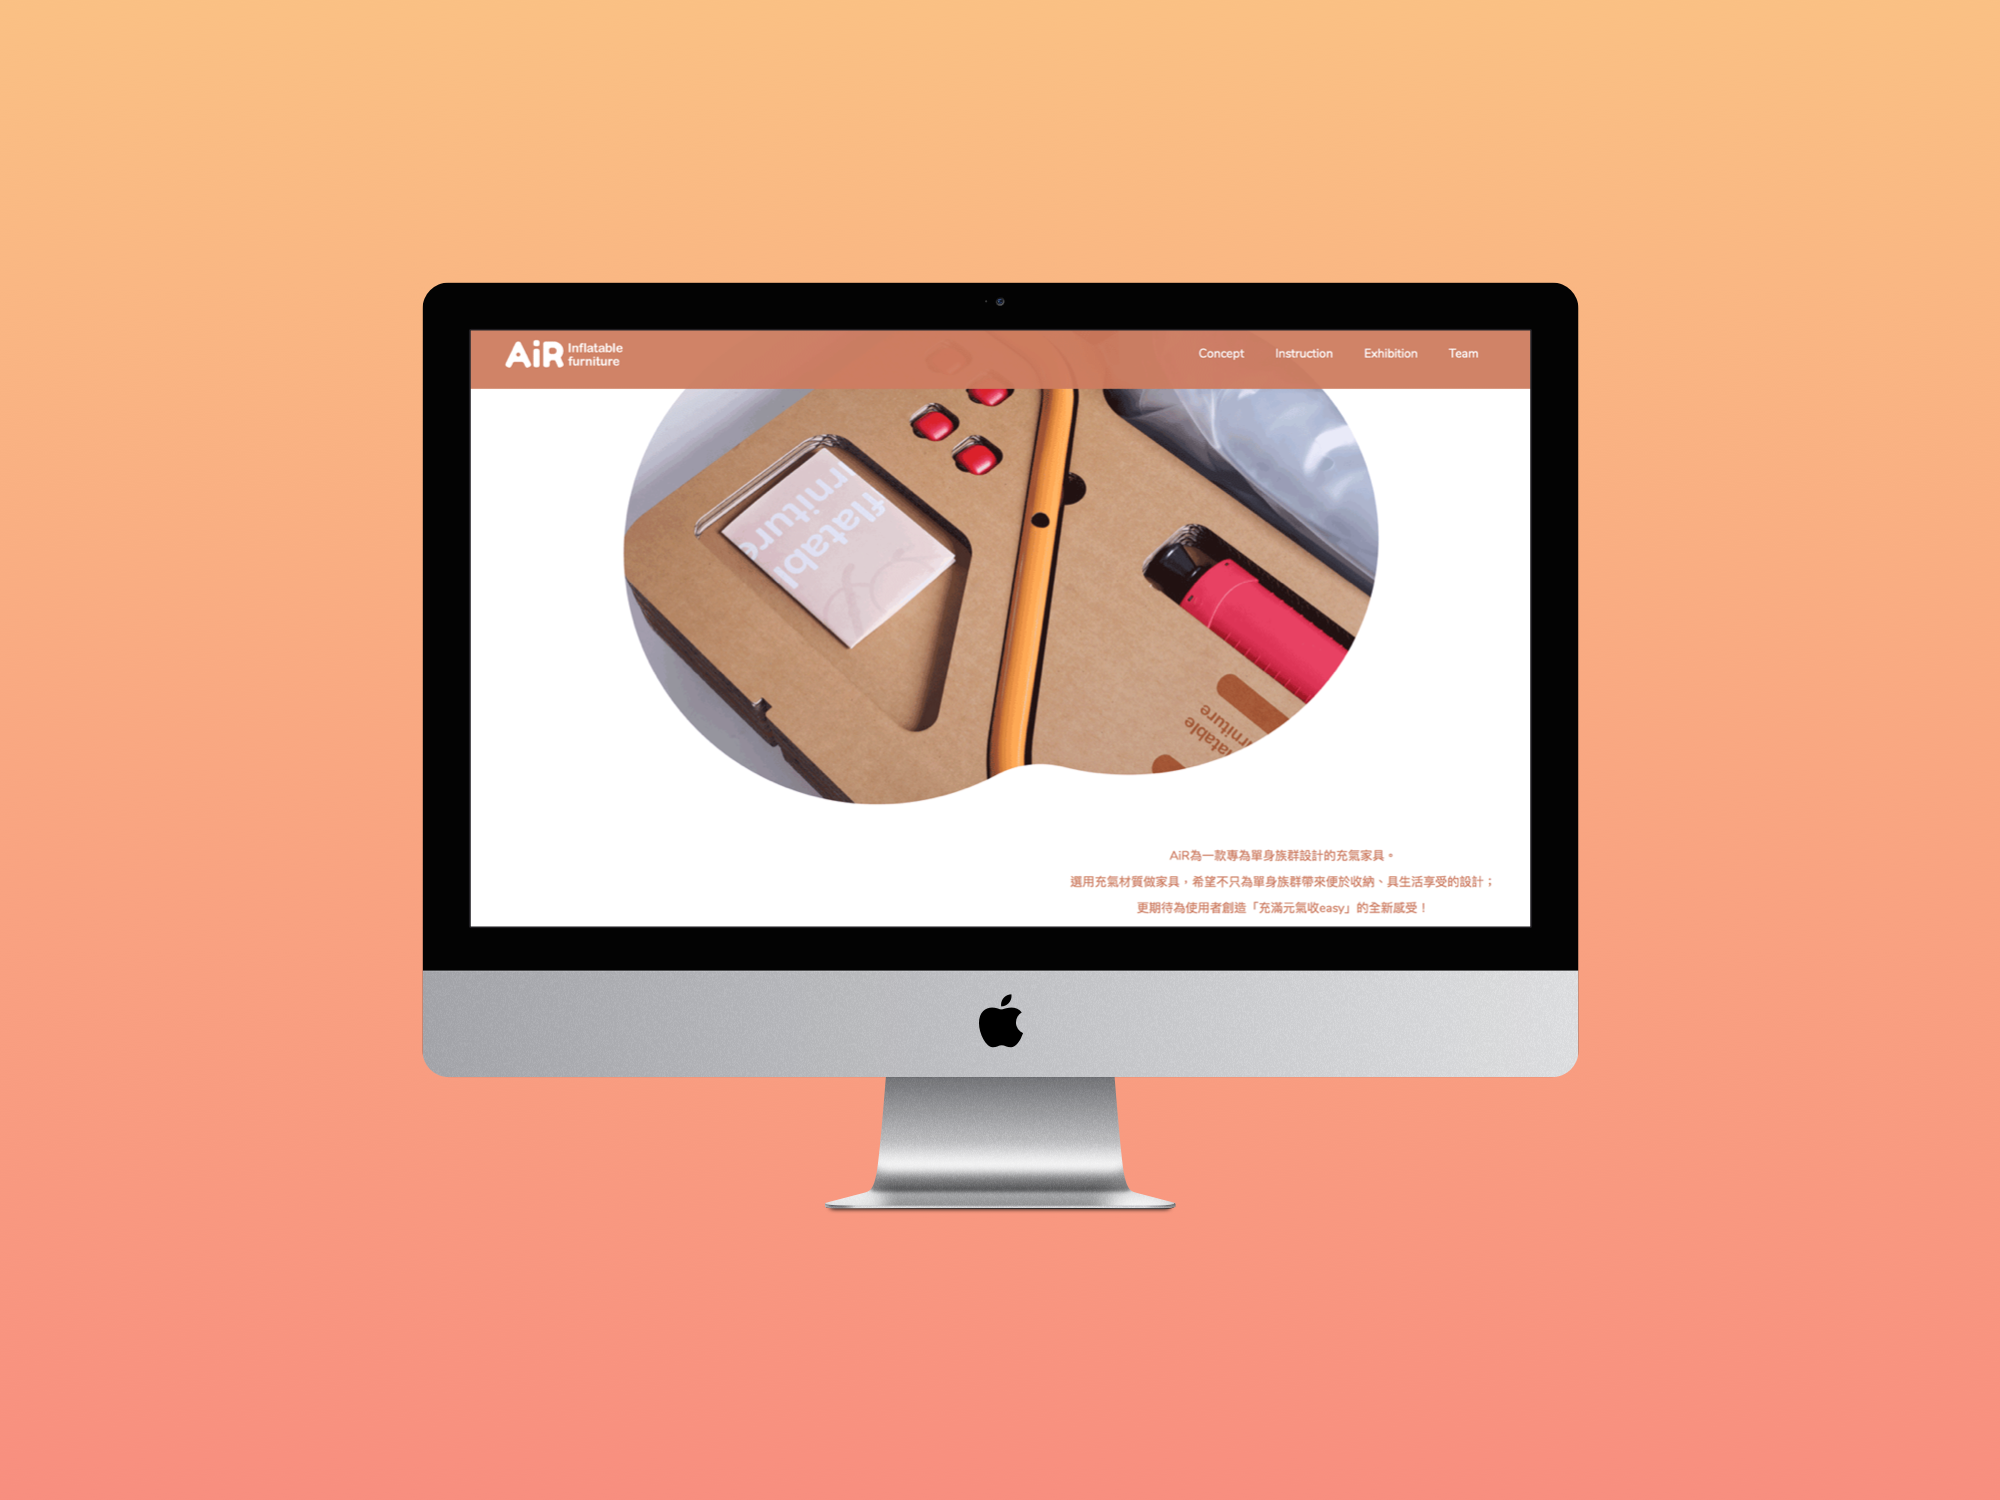 AiR Inflatable
furniture
Concept Instruction Exhibition Team
flatabl
rniture
rniture
flatable
AiR為一款專為單身族群設計的充氣家具。
選用充氣材質做家具，希望不只為單身族群帶來便於收納、具生活享受的設計；
更期待為使用者創造「充滿元氣收easy」的全新感受！